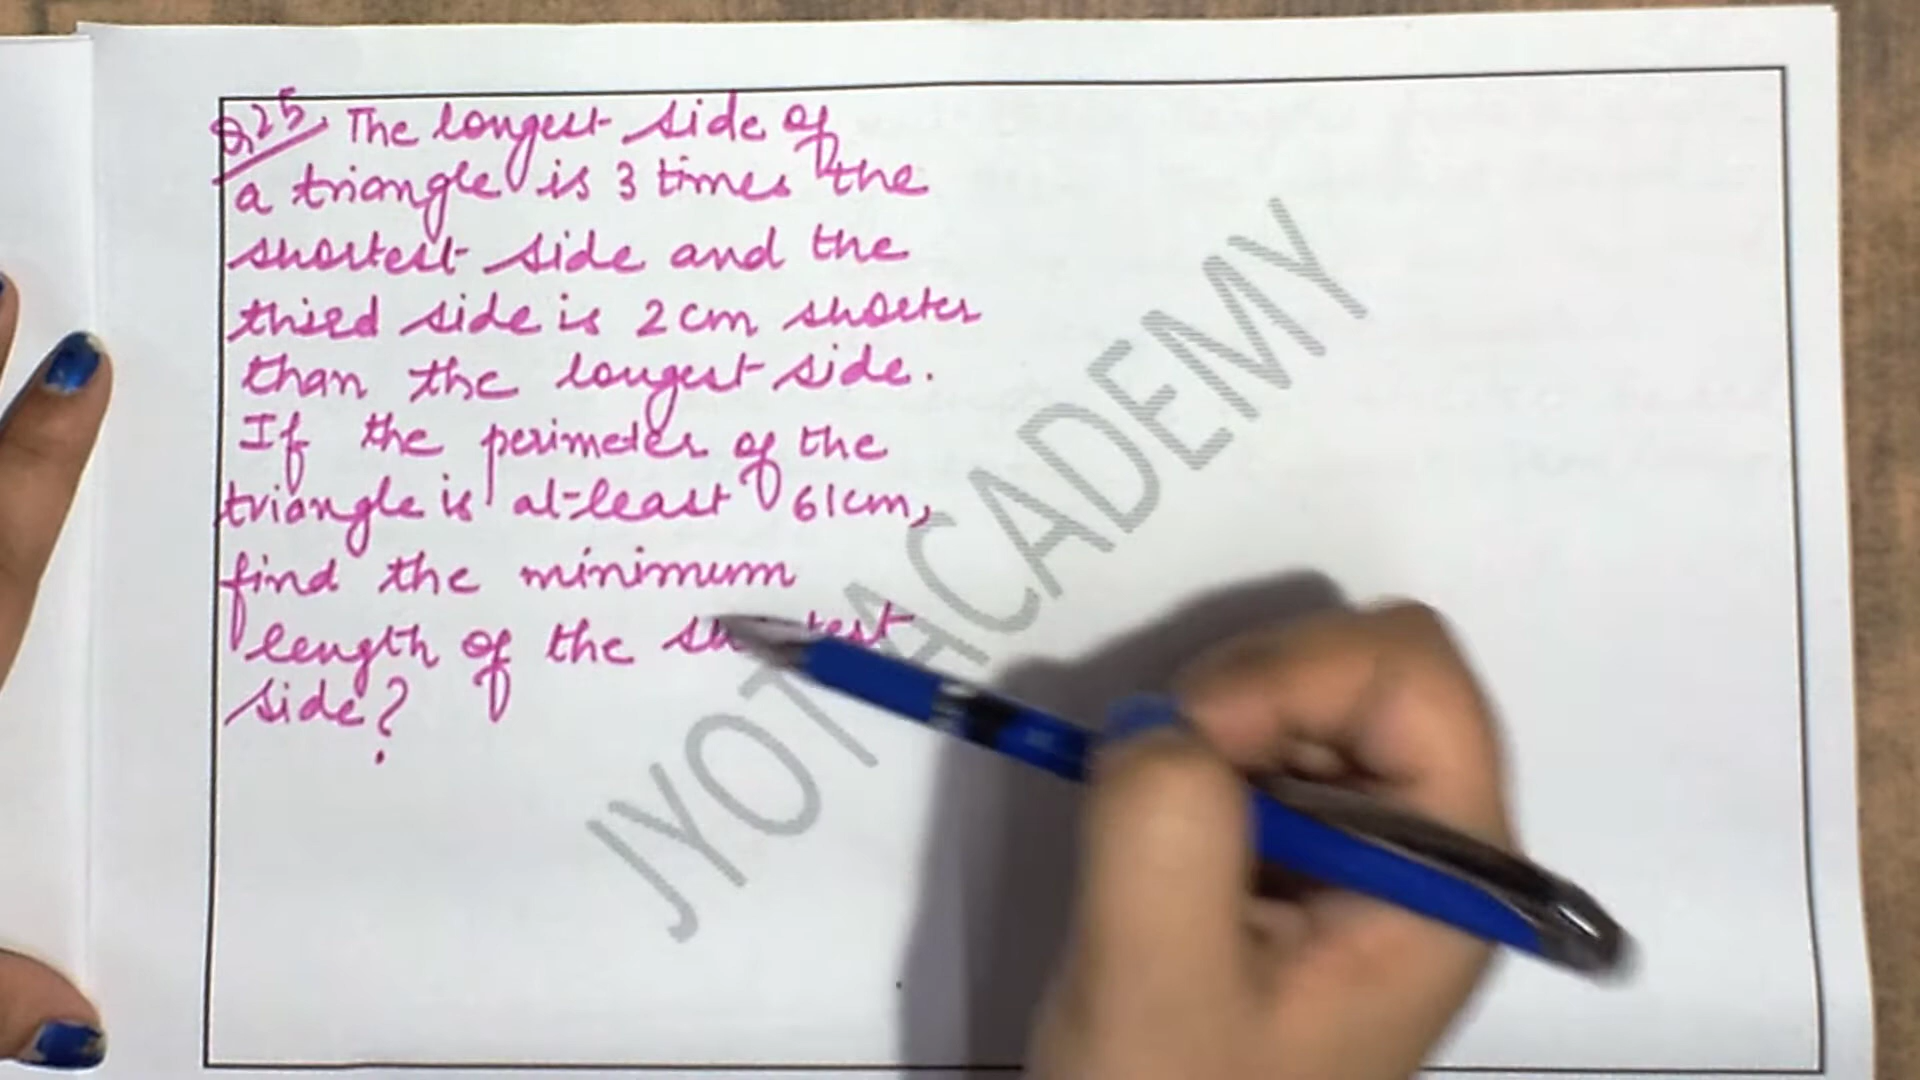 Q25. The longest side of
a triangle is 3 times the
shortest side and the
third side is 2cm shorter
than the longest side.
If the perimeter of the
triangle is at-least 61cm,
find the minimum
length of the
side?
JYOTI ACADEMY